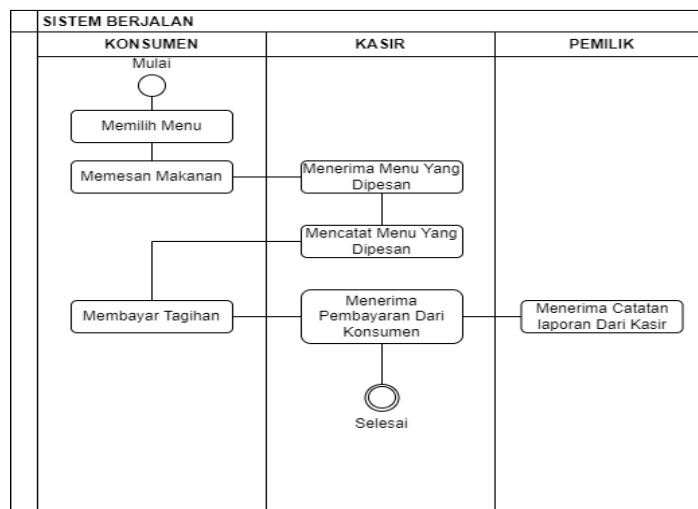 SISTEM BERJALAN
KONSUMEN
KASIR
PEMILIK
Mulai
Memilih Menu
Memesan Makanan
Menerima Menu Yang
Dipesan
Mencatat Menu Yang
Dipesan
Membayar Tagihan
Menerima
Pembayaran Dari
Konsumen
Menerima Catatan
laporan Dari Kasir
Selesai